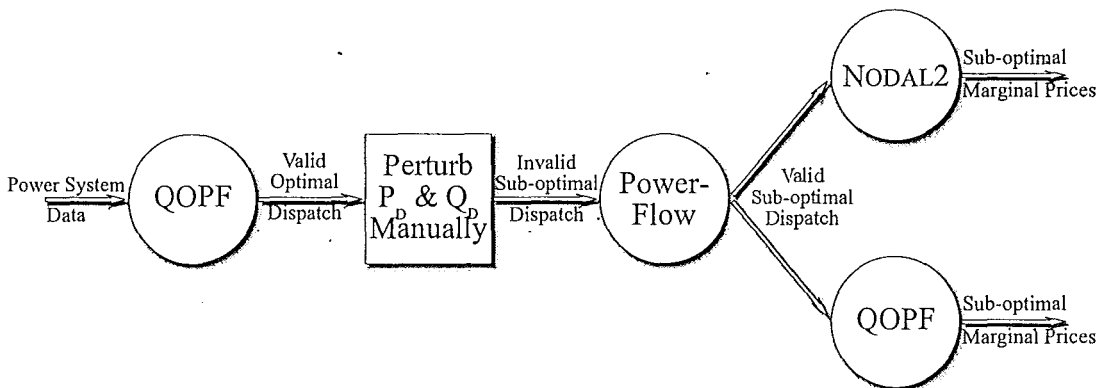 Power System
Data
QOPF
Valid
Optimal
Dispatch
Perturb
P_D & Q_D
Manually
Invalid
Sub-optimal
Dispatch
Power-
Flow
Valid
Sub-optimal
Dispatch
NODAL2
Sub-optimal
Marginal Prices
QOPF
Sub-optimal
Marginal Prices